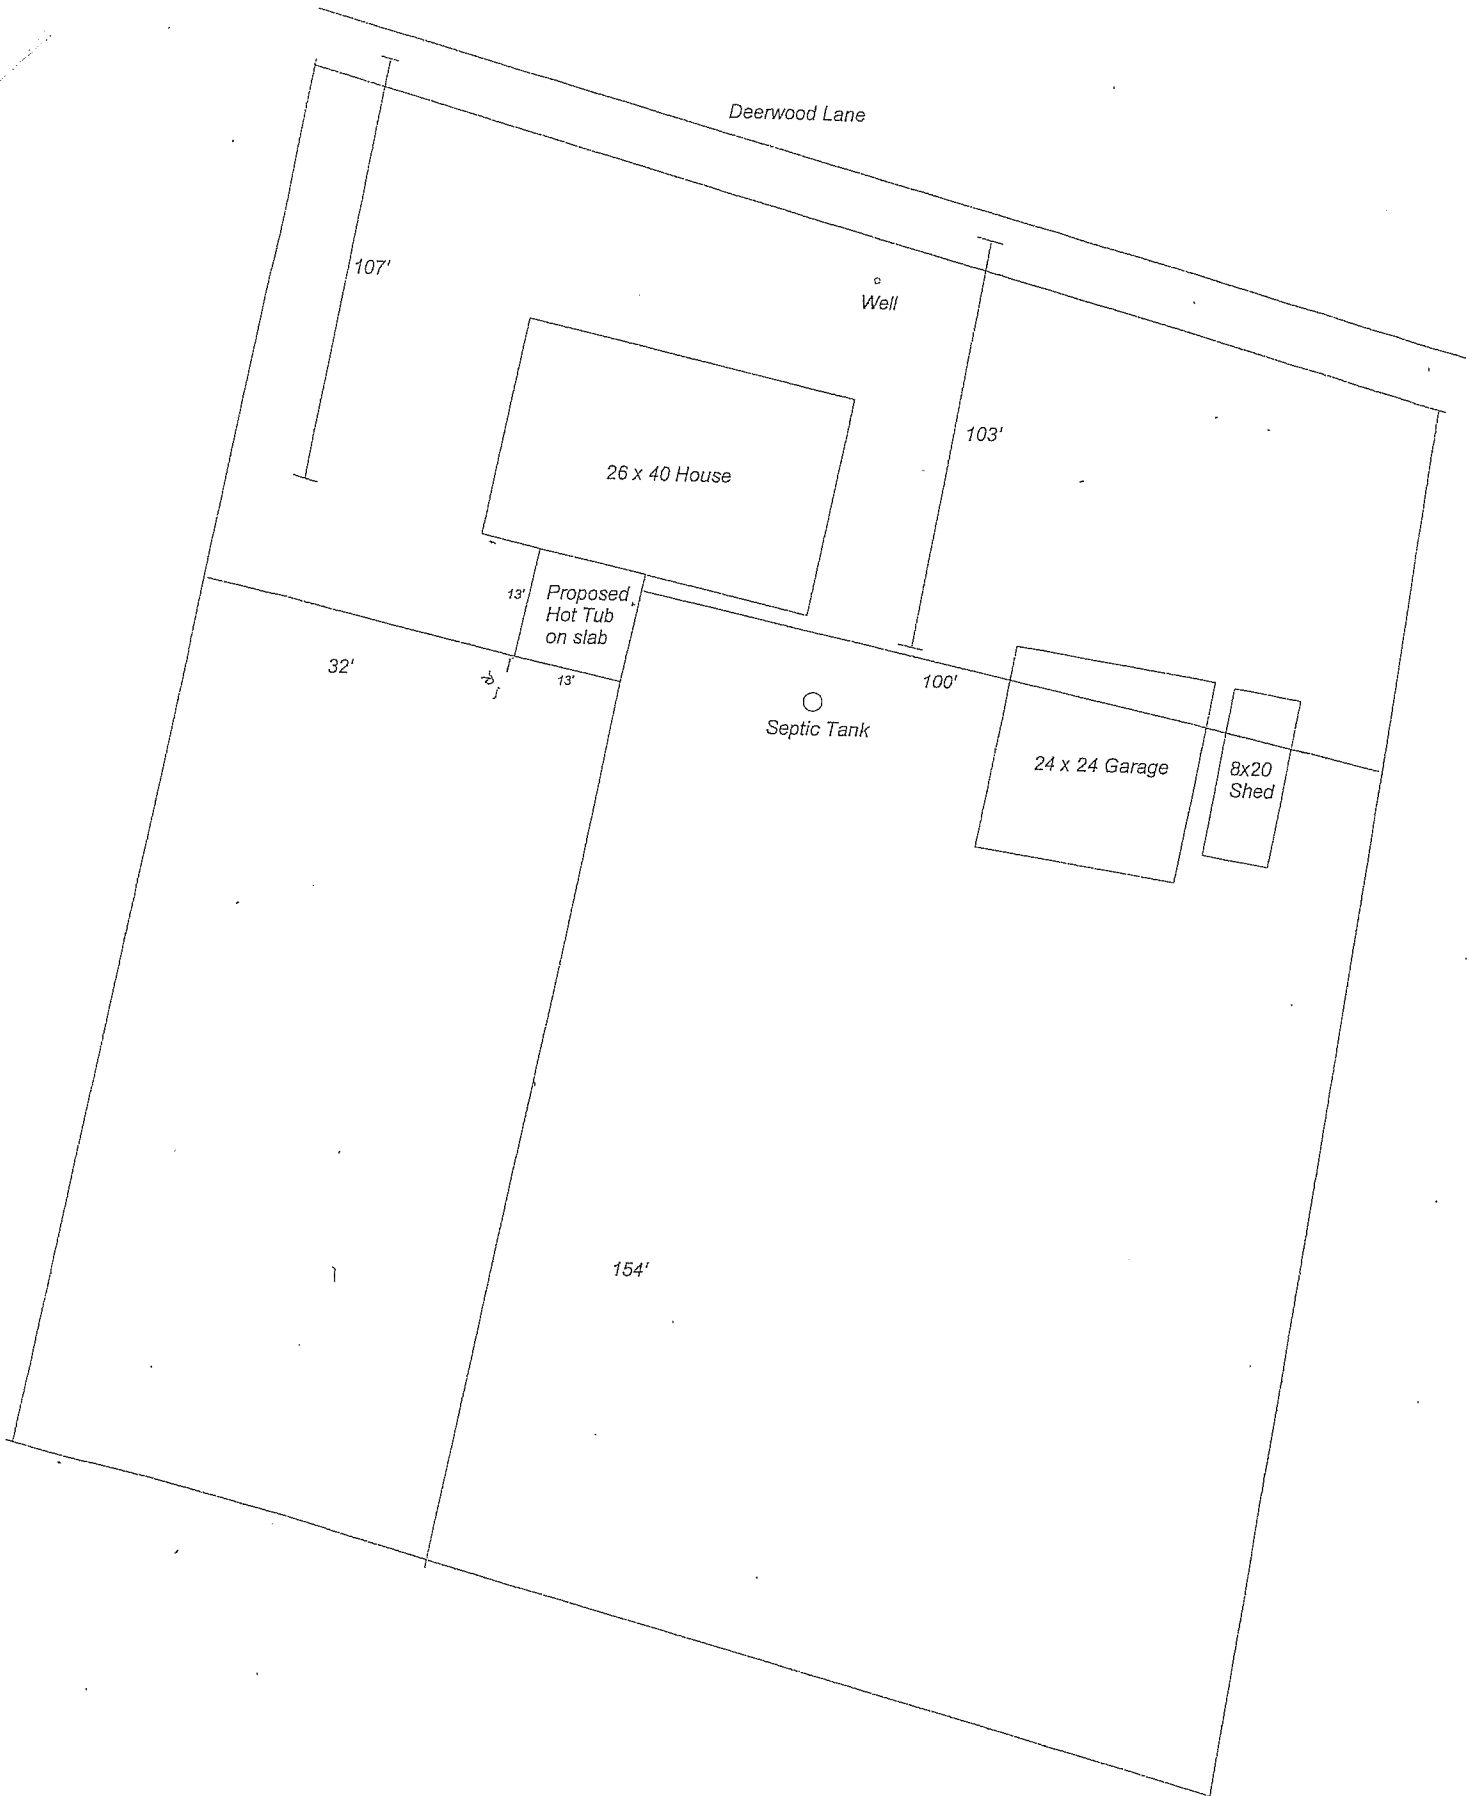 Deerwood Lane
107'
Well
103'
26 x 40 House
13'
Proposed
Hot Tub
on slab
32'
13'
100'
Septic Tank
24 x 24 Garage
8x20
Shed
154'